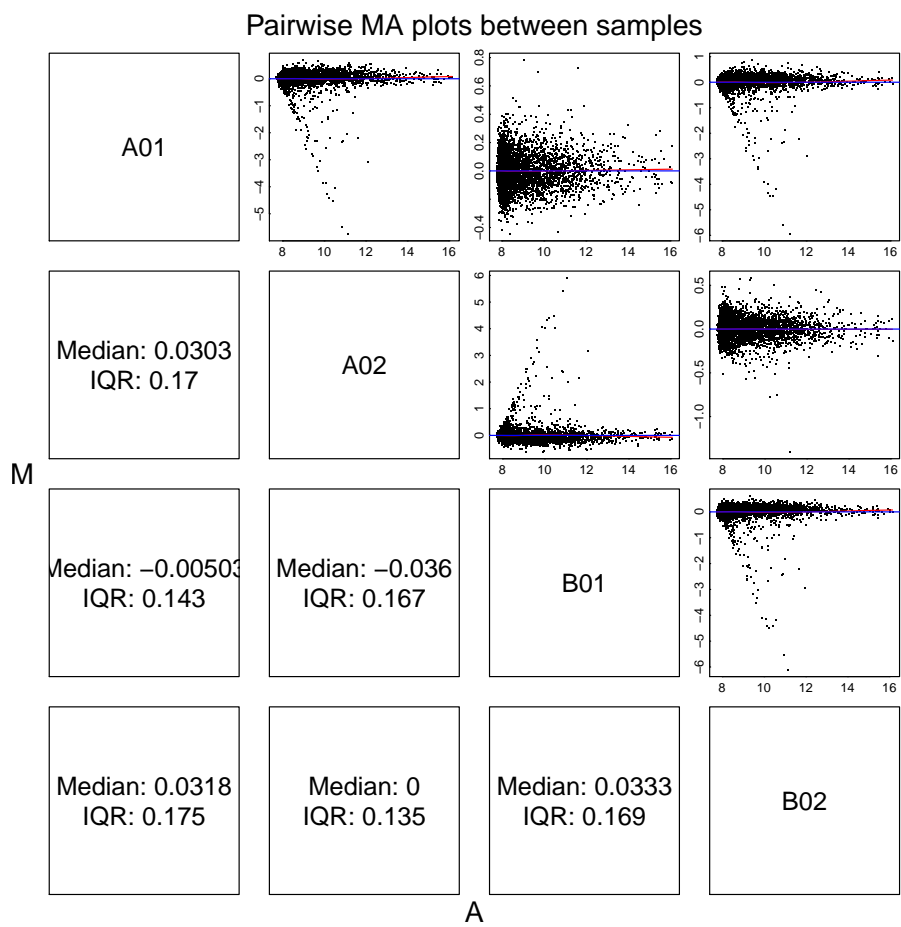 Pairwise MA plots between samples
A01
0
−1
−2
−3
−4
−5
8 10 12 14 16
0.8
0.6
0.4
0.2
0.0
−0.4
8 10 12 14 16
1
0
−1
−2
−3
−4
−5
−6
8 10 12 14 16
Median: 0.0303
IQR: 0.17
A02
6
5
4
3
2
1
0
8 10 12 14 16
0.5
0.0
−0.5
−1.0
8 10 12 14 16
M
Median: −0.00503
IQR: 0.143
Median: −0.036
IQR: 0.167
B01
0
−1
−2
−3
−4
−5
−6
8 10 12 14 16
Median: 0.0318
IQR: 0.175
Median: 0
IQR: 0.135
Median: 0.0333
IQR: 0.169
B02
A